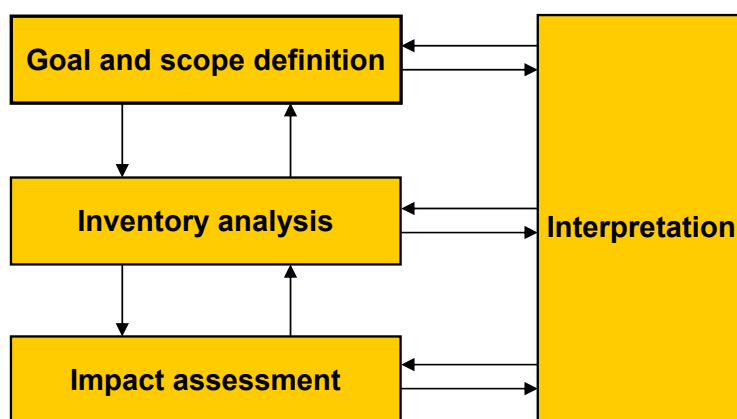 Goal and scope definition
Inventory analysis
Interpretation
Impact assessment